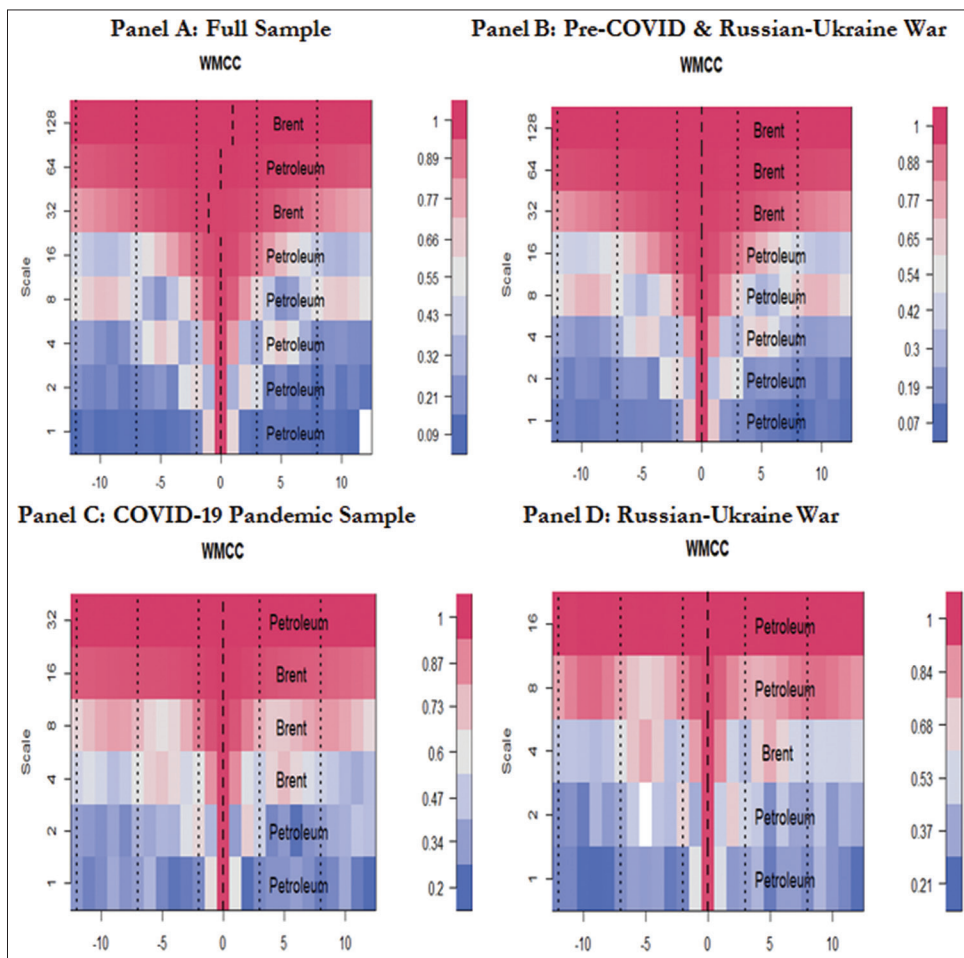 Panel A: Full Sample
WMCC
Scale
128
64
32
16
8
4
2
1
Brent
Petroleum
Brent
Petroleum
Petroleum
Petroleum
Petroleum
Petroleum
-10 -5 0 5 10
1
0.89
0.77
0.66
0.55
0.43
0.32
0.21
0.09
Panel B: Pre-COVID & Russian-Ukraine War
WMCC
Scale
128
64
32
16
8
4
2
1
Brent
Brent
Brent
Petroleum
Petroleum
Petroleum
Petroleum
Petroleum
-10 -5 0 5 10
1
0.88
0.77
0.65
0.54
0.42
0.3
0.19
0.07
Panel C: COVID-19 Pandemic Sample
WMCC
Scale
32
16
8
4
2
1
Petroleum
Brent
Brent
Brent
Petroleum
Petroleum
-10 -5 0 5 10
1
0.87
0.73
0.6
0.47
0.34
0.2
Panel D: Russian-Ukraine War
WMCC
Scale
16
8
4
2
1
Petroleum
Petroleum
Brent
Petroleum
Petroleum
-10 -5 0 5 10
1
0.84
0.68
0.53
0.37
0.21